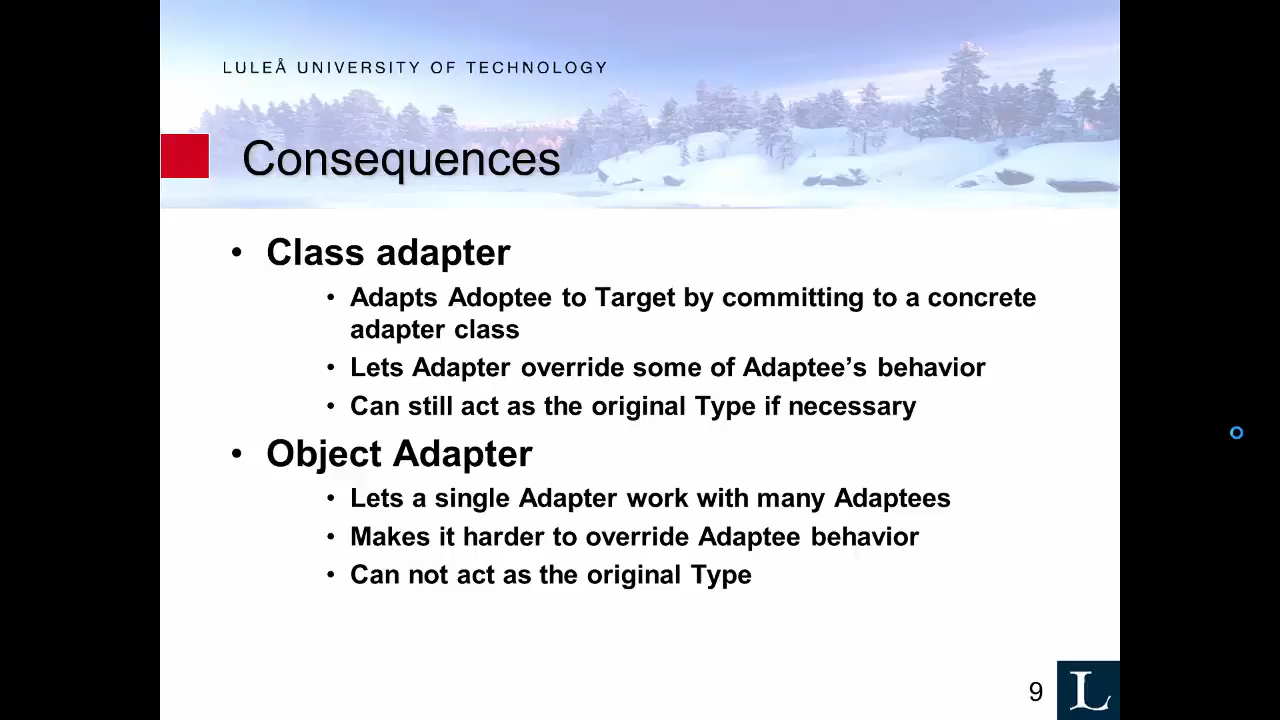 LULEÅ UNIVERSITY OF TECHNOLOGY
Consequences
• Class adapter
• Adapts Adoptee to Target by committing to a concrete
adapter class
• Lets Adapter override some of Adaptee’s behavior
• Can still act as the original Type if necessary
• Object Adapter
• Lets a single Adapter work with many Adaptees
• Makes it harder to override Adaptee behavior
• Can not act as the original Type
9
L